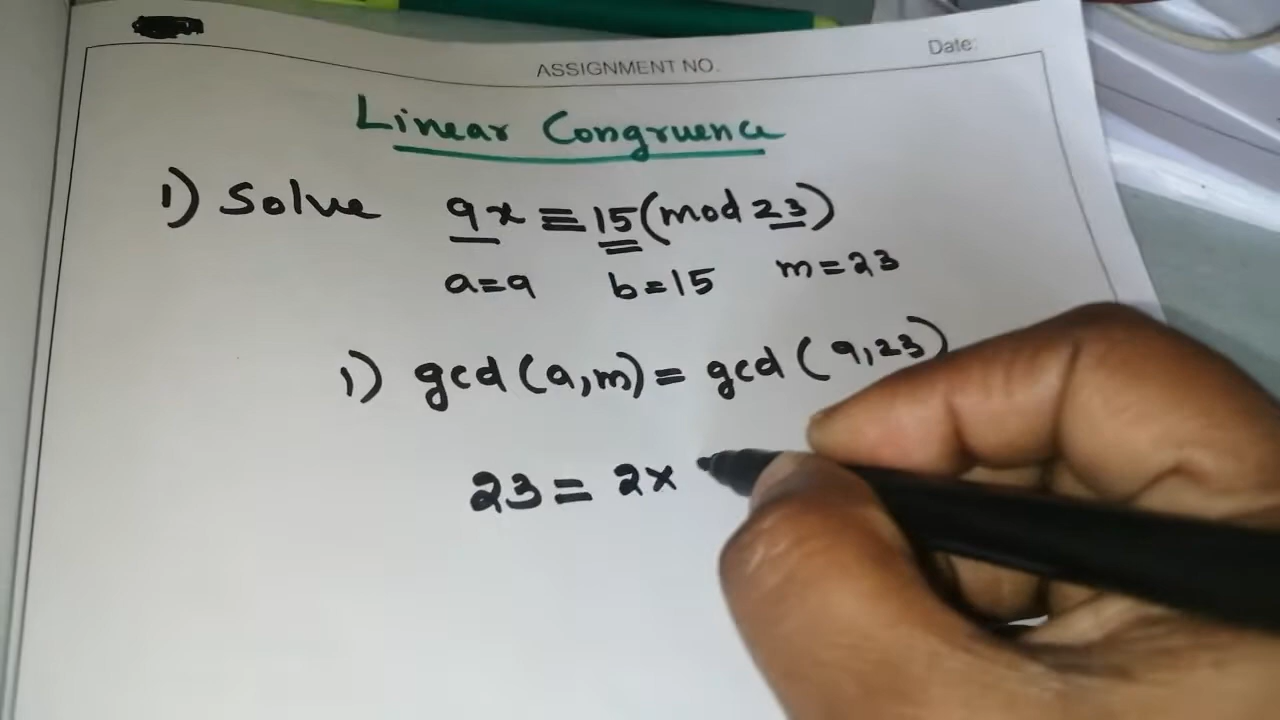 ASSIGNMENT NO.
Date:
Linear Congruence
1) Solve 9x ≡ 15(mod 23)
a=9 b=15 m=23
1) gcd(a,m) = gcd(9,23)
23 = 2x